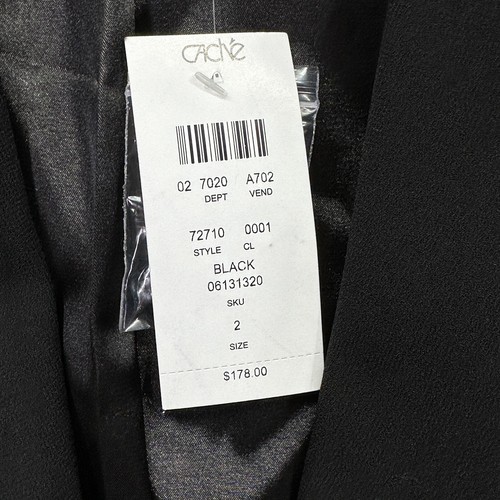 Caché
02 7020 A702
DEPT VEND
72710 0001
STYLE CL
BLACK
06131320
SKU
2
SIZE
$178.00